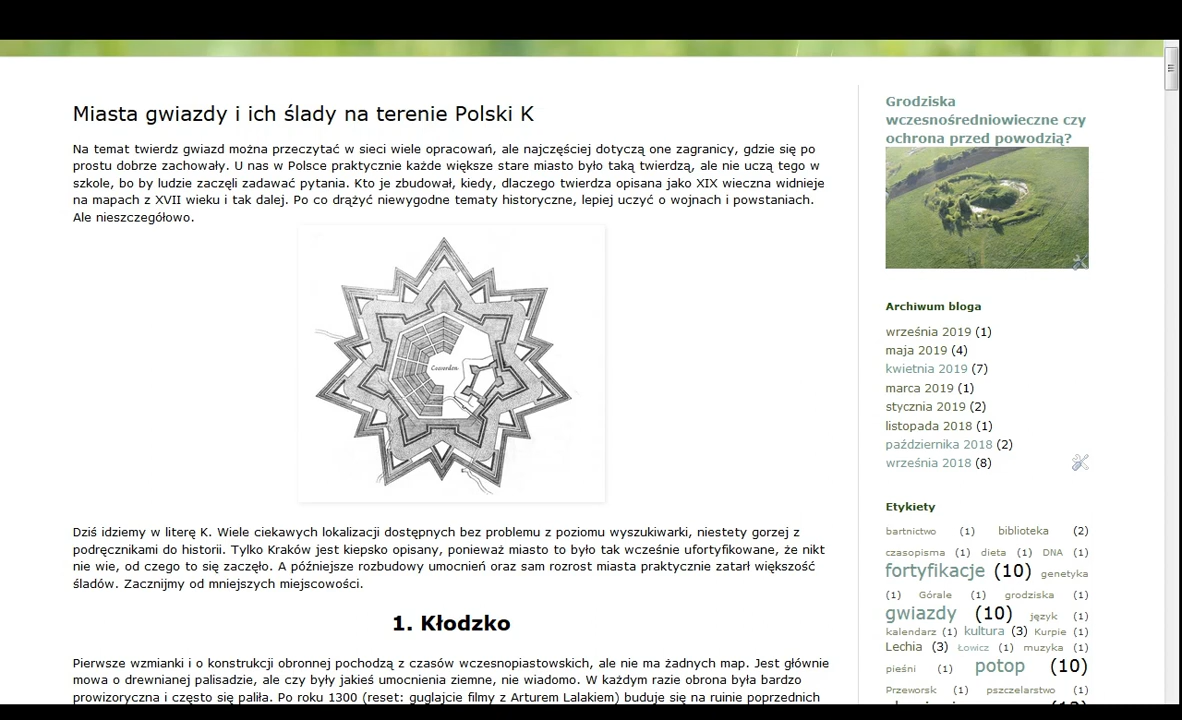 Miasta gwiazdy i ich ślady na terenie Polski K
Na temat twierdz gwiazd można przeczytać w sieci wiele opracowań, ale najczęściej dotyczą one zagranicy, gdzie się po
prostu dobrze zachowały. U nas w Polsce praktycznie każde większe stare miasto było taką twierdzą, ale nie uczą tego w
szkole, bo by ludzie zaczęli zadawać pytania. Kto je zbudował, kiedy, dlaczego twierdza opisana jako XIX wieczna widnieje
na mapach z XVII wieku i tak dalej. Po co drążyć niewygodne tematy historyczne, lepiej uczyć o wojnach i powstaniach.
Ale nieszczegółowo.
Coevorden
Dziś idziemy w literę K. Wiele ciekawych lokalizacji dostępnych bez problemu z poziomu wyszukiwarki, niestety gorzej z
podręcznikami do historii. Tylko Kraków jest kiepsko opisany, ponieważ miasto to było tak wcześnie ufortyfikowane, że nikt
nie wie, od czego to się zaczęło. A późniejsze rozbudowy umocnień oraz sam rozrost miasta praktycznie zatarł większość
śladów. Zacznijmy od mniejszych miejscowości.
1. Kłodzko
Pierwsze wzmianki i o konstrukcji obronnej pochodzą z czasów wczesnopiastowskich, ale nie ma żadnych map. Jest głównie
mowa o drewnianej palisadzie, ale czy były jakieś umocnienia ziemne, nie wiadomo. W każdym razie obrona była bardzo
prowizoryczna i często się paliła. Po roku 1300 (reset: guglajcie filmy z Arturem Lalakiem) buduje się na ruinie poprzednich
Grodziska
wczesnośredniowieczne czy
ochrona przed powodzią?
Archiwum bloga
września 2019 (1)
maja 2019 (4)
kwietnia 2019 (7)
marca 2019 (1)
stycznia 2019 (2)
listopada 2018 (1)
października 2018 (2)
września 2018 (8)
Etykiety
bartnictwo (1) biblioteka (2)
czasopisma (1) dieta (1) DNA (1)
fortyfikacje (10) genetyka
(1) Górale (1) grodziska (1)
gwiazdy (10) język (1)
kalendarz (1) kultura (3) Kurpie (1)
Lechia (3) Łowicz (1) muzyka (1)
pieśni (1) potop (10)
Przeworsk (1) pszczelarstwo (1)